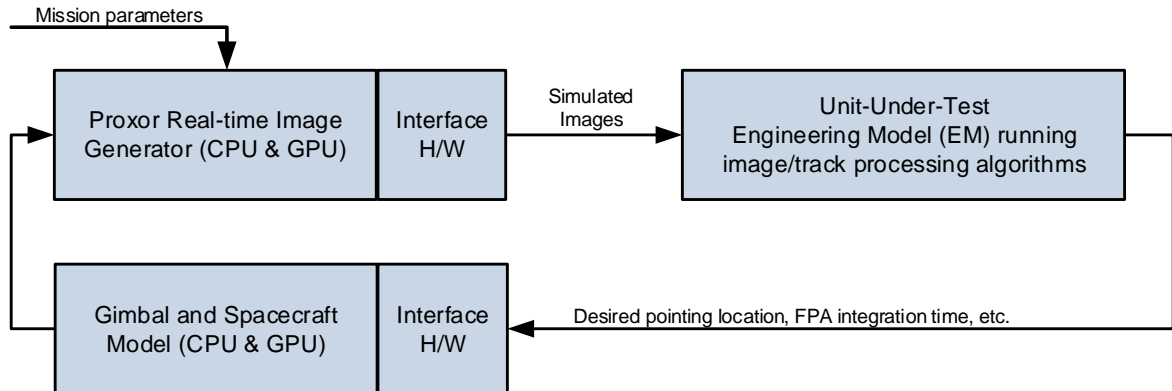 Mission parameters
Proxor Real-time Image
Generator (CPU & GPU)
Interface
H/W
Simulated
Images
Unit-Under-Test
Engineering Model (EM) running
image/track processing algorithms
Gimbal and Spacecraft
Model (CPU & GPU)
Interface
H/W
Desired pointing location, FPA integration time, etc.